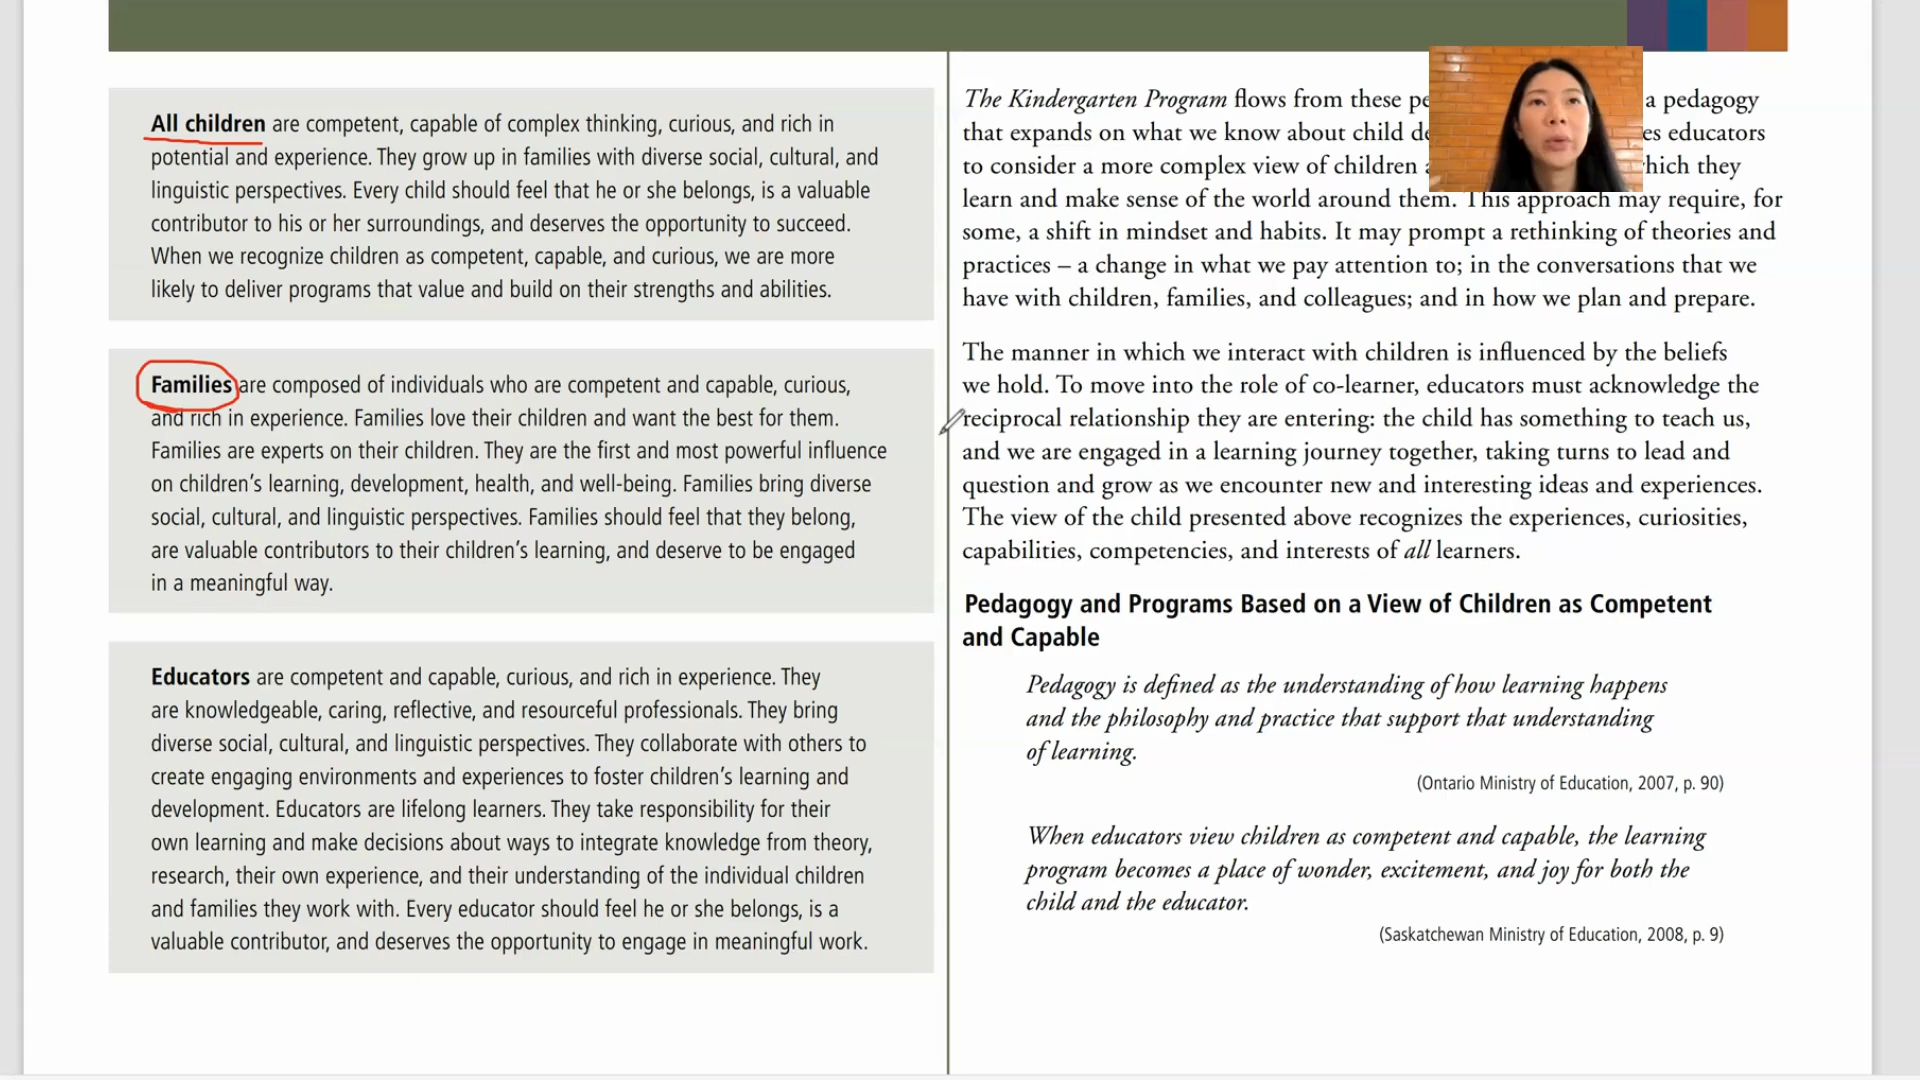 All children are competent, capable of complex thinking, curious, and rich in
potential and experience. They grow up in families with diverse social, cultural, and
linguistic perspectives. Every child should feel that he or she belongs, is a valuable
contributor to his or her surroundings, and deserves the opportunity to succeed.
When we recognize children as competent, capable, and curious, we are more
likely to deliver programs that value and build on their strengths and abilities.
Families are composed of individuals who are competent and capable, curious,
and rich in experience. Families love their children and want the best for them.
Families are experts on their children. They are the first and most powerful influence
on children's learning, development, health, and well-being. Families bring diverse
social, cultural, and linguistic perspectives. Families should feel that they belong,
are valuable contributors to their children's learning, and deserve to be engaged
in a meaningful way.
Educators are competent and capable, curious, and rich in experience. They
are knowledgeable, caring, reflective, and resourceful professionals. They bring
diverse social, cultural, and linguistic perspectives. They collaborate with others to
create engaging environments and experiences to foster children's learning and
development. Educators are lifelong learners. They take responsibility for their
own learning and make decisions about ways to integrate knowledge from theory,
research, their own experience, and their understanding of the individual children
and families they work with. Every educator should feel he or she belongs, is a
valuable contributor, and deserves the opportunity to engage in meaningful work.
The Kindergarten Program flows from these a pedagogy
that expands on what we know about child educators
to consider a more complex view of children they
learn and make sense of the world around them. This approach may require, for
some, a shift in mindset and habits. It may prompt a rethinking of theories and
practices – a change in what we pay attention to; in the conversations that we
have with children, families, and colleagues; and in how we plan and prepare.
The manner in which we interact with children is influenced by the beliefs
we hold. To move into the role of co-learner, educators must acknowledge the
reciprocal relationship they are entering: the child has something to teach us,
and we are engaged in a learning journey together, taking turns to lead and
question and grow as we encounter new and interesting ideas and experiences.
The view of the child presented above recognizes the experiences, curiosities,
capabilities, competencies, and interests of all learners.
Pedagogy and Programs Based on a View of Children as Competent
and Capable
Pedagogy is defined as the understanding of how learning happens
and the philosophy and practice that support that understanding
of learning.
(Ontario Ministry of Education, 2007, p. 90)
When educators view children as competent and capable, the learning
program becomes a place of wonder, excitement, and joy for both the
child and the educator.
(Saskatchewan Ministry of Education, 2008, p. 9)